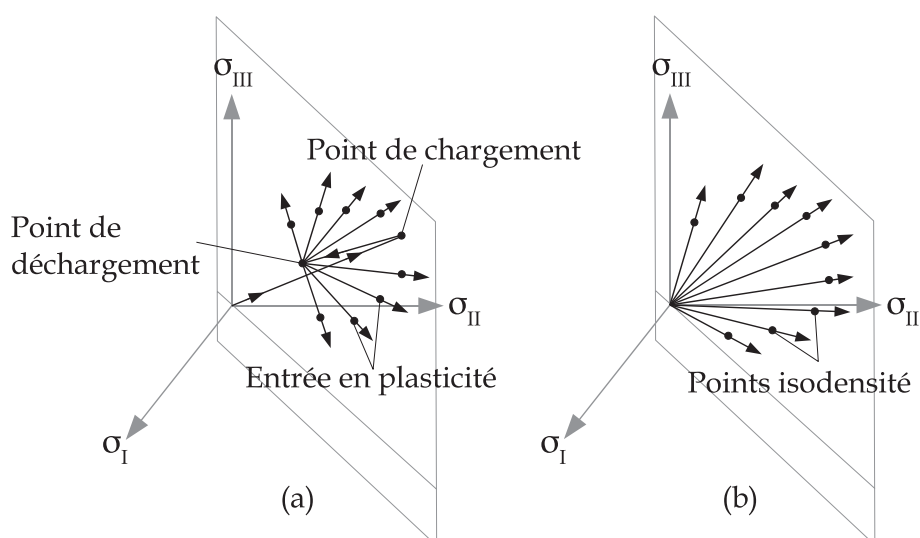 σIII
Point de chargement
Point de
déchargement
σII
Entrée en plasticité
σI
(a)
σIII
σII
Points isodensité
σI
(b)